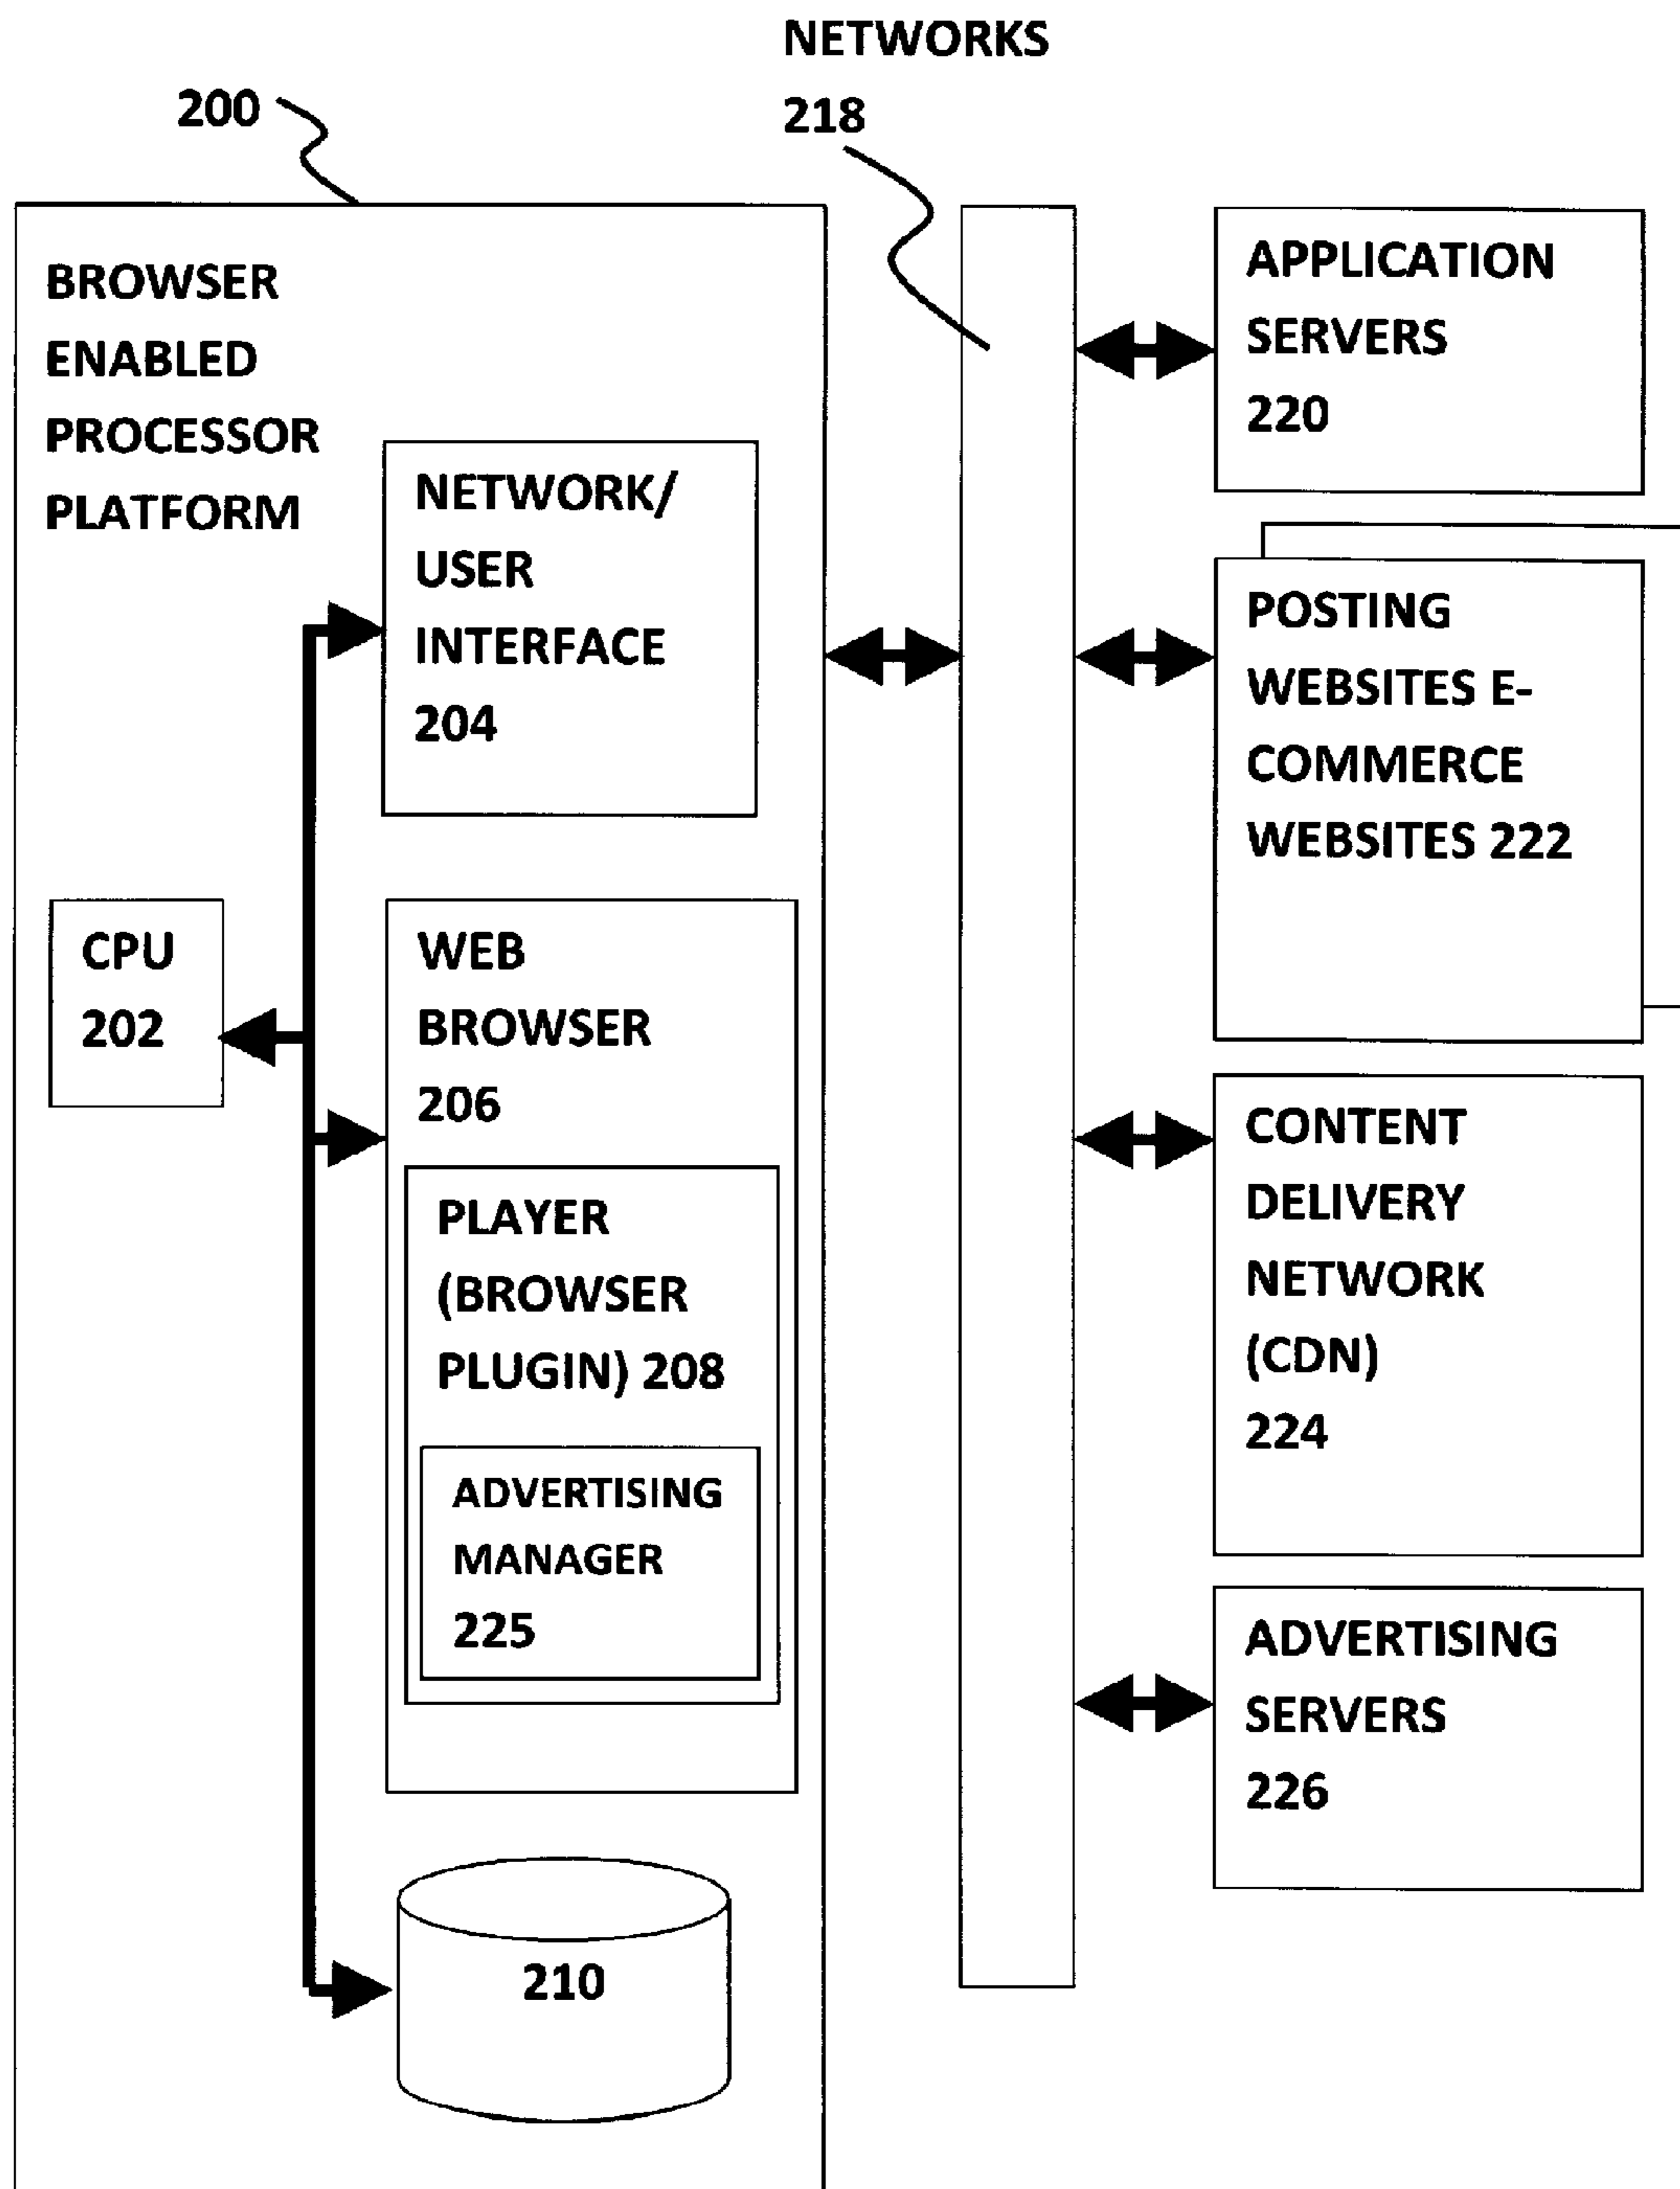 NETWORKS
218
200
BROWSER
ENABLED
PROCESSOR
PLATFORM
NETWORK/
USER
INTERFACE
204
CPU
202
WEB
BROWSER
206
PLAYER
(BROWSER
PLUGIN) 208
ADVERTISING
MANAGER
225
210
APPLICATION
SERVERS
220
POSTING
WEBSITES E-
COMMERCE
WEBSITES 222
CONTENT
DELIVERY
NETWORK
(CDN)
224
ADVERTISING
SERVERS
226